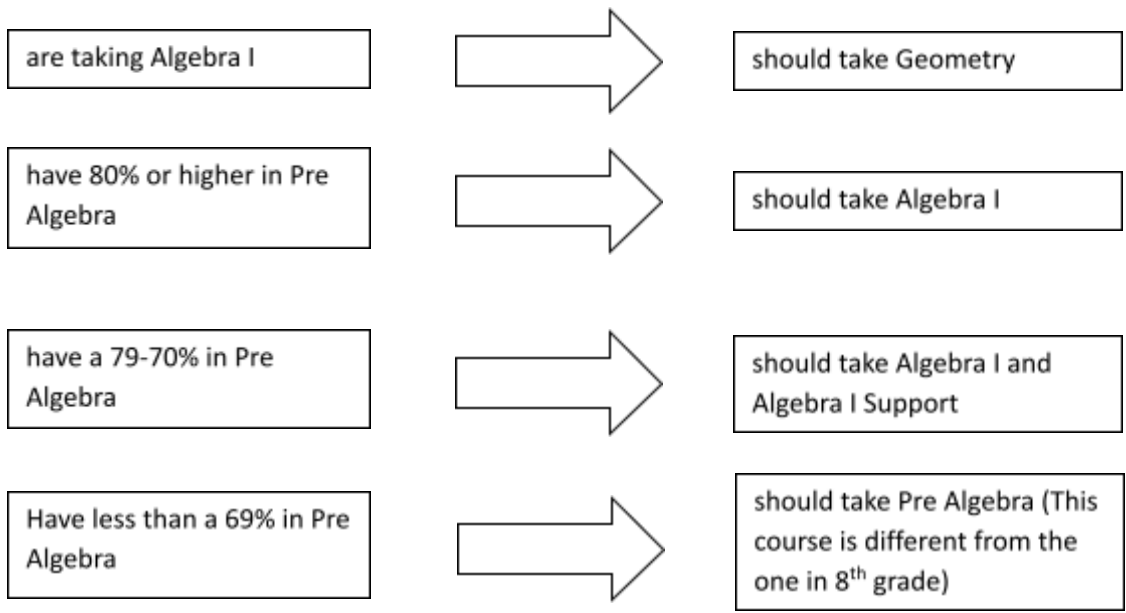 are taking Algebra I
should take Geometry
have 80% or higher in Pre
Algebra
should take Algebra I
have a 79-70% in Pre
Algebra
should take Algebra I and
Algebra I Support
Have less than a 69% in Pre
Algebra
should take Pre Algebra (This
course is different from the
one in 8th grade)